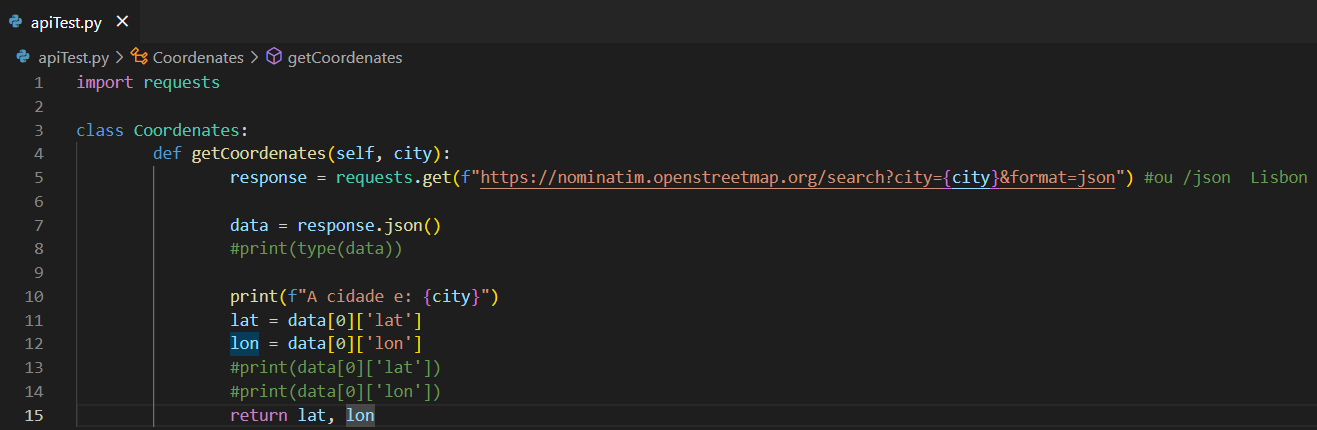 apiTest.py ×
apiTest.py > Coordenates > getCoordenates
1 import requests
2
3 class Coordenates:
4 def getCoordenates(self, city):
5 response = requests.get(f"https://nominatim.openstreetmap.org/search?city={city}&format=json") #ou /json  Lisbon
6
7 data = response.json()
8 #print(type(data))
9
10 print(f"A cidade e: {city}")
11 lat = data[0]['lat']
12 lon = data[0]['lon']
13 #print(data[0]['lat'])
14 #print(data[0]['lon'])
15 return lat, lon